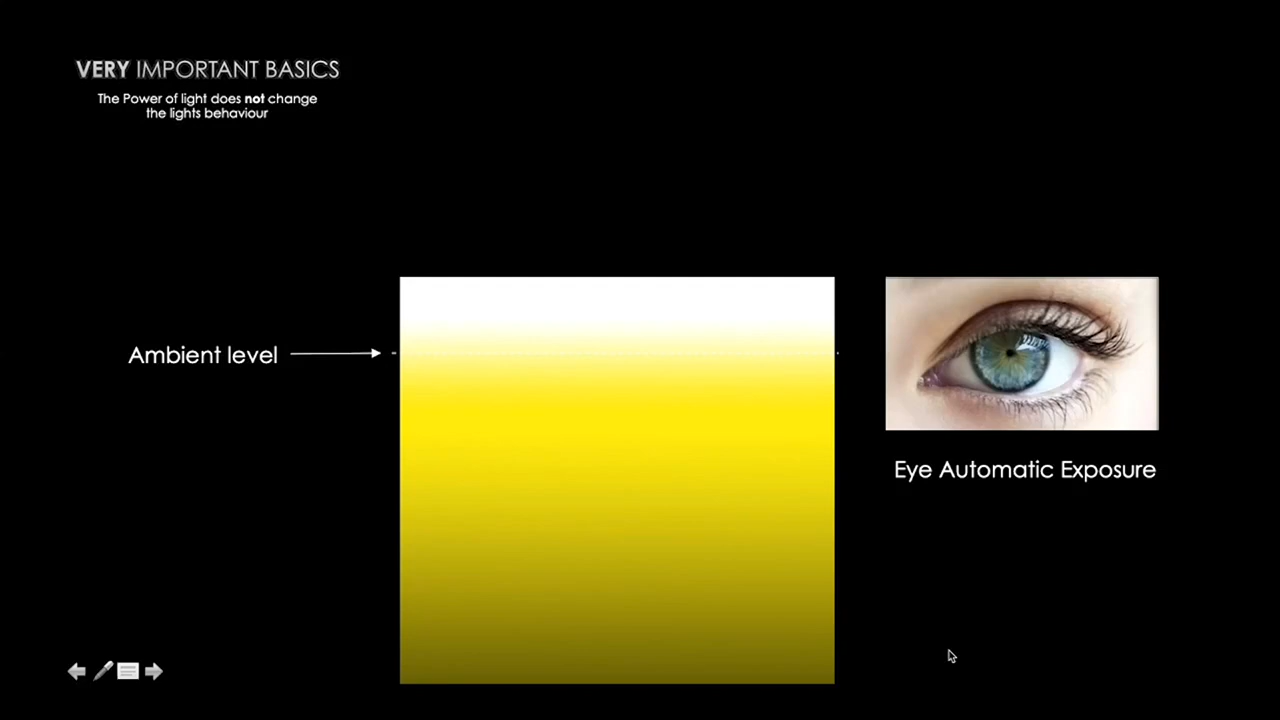 VERY IMPORTANT BASICS
The Power of light does not change
the lights behaviour
Ambient level
Eye Automatic Exposure